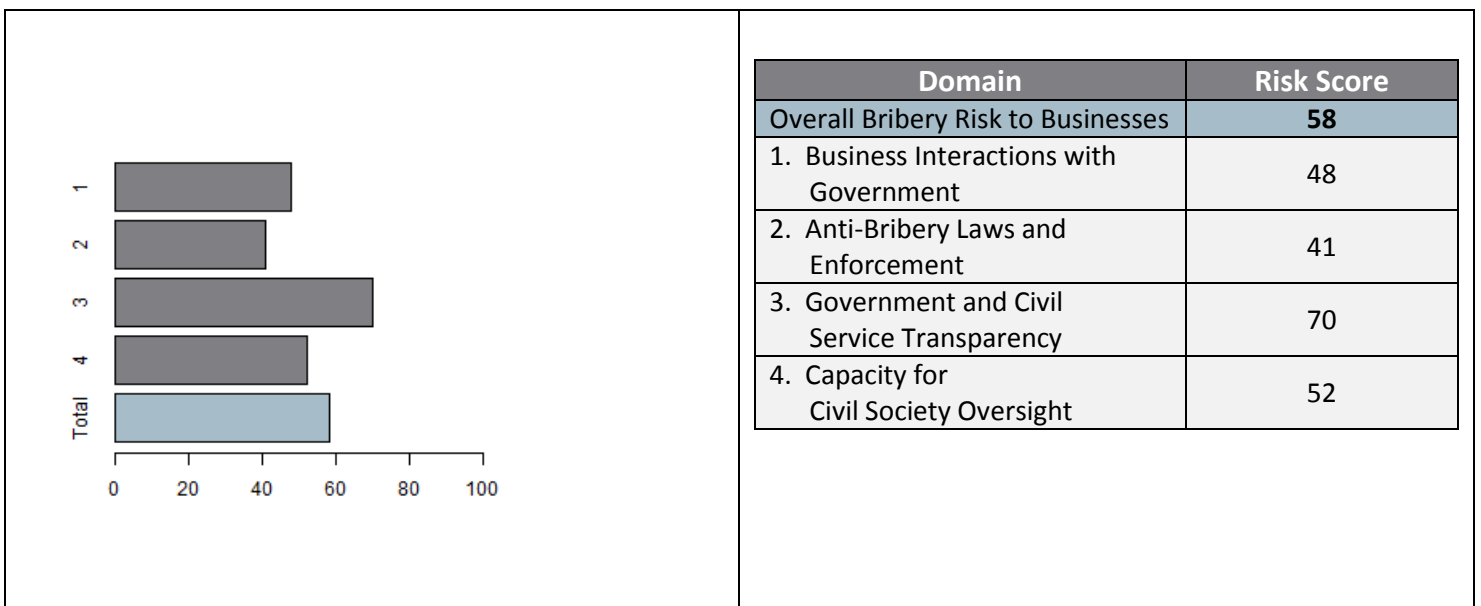 1
2
3
4
Total
0 20 40 60 80 100
Domain Risk Score
Overall Bribery Risk to Businesses 58
1. Business Interactions with
Government
48
2. Anti-Bribery Laws and
Enforcement
41
3. Government and Civil
Service Transparency
70
4. Capacity for
Civil Society Oversight
52